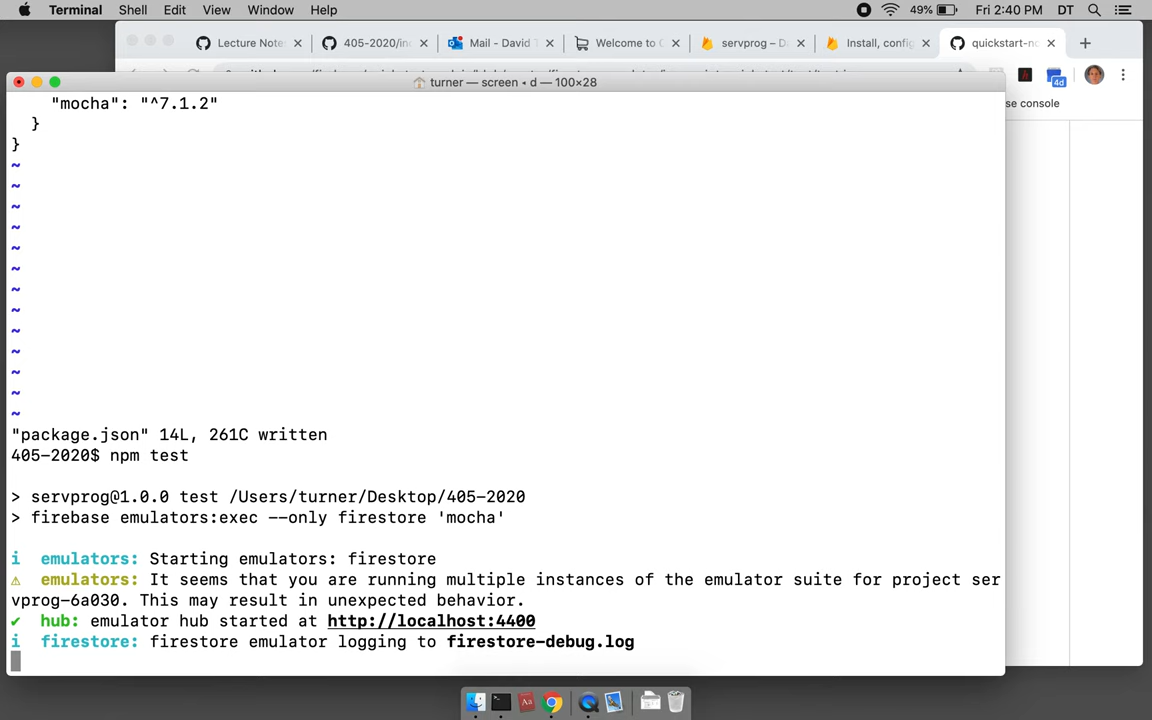 Terminal Shell Edit View Window Help 49% Fri 2:40 PM DT
Lecture Note 405-2020/in Mail - David T Welcome to servprog – D Install, config quickstart-n
4d
turner — screen ◂ d — 100×28
se console
"mocha": "^7.1.2"
}
}
~
~
~
~
~
~
~
~
~
~
~
~
~
"package.json" 14L, 261C written
405-2020$ npm test
> servprog@1.0.0 test /Users/turner/Desktop/405-2020
> firebase emulators:exec --only firestore 'mocha'
i emulators: Starting emulators: firestore
⚠ emulators: It seems that you are running multiple instances of the emulator suite for project ser
vprog-6a030. This may result in unexpected behavior.
✔ hub: emulator hub started at http://localhost:4400
i firestore: firestore emulator logging to firestore-debug.log
Aa